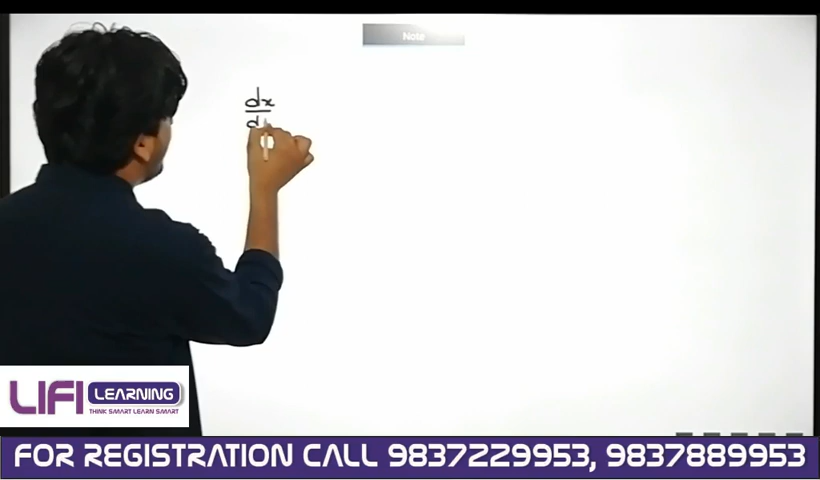 Note
dx
d
LIFI LEARNING
THINK SMART LEARN SMART
FOR REGISTRATION CALL 9837229953, 9837889953